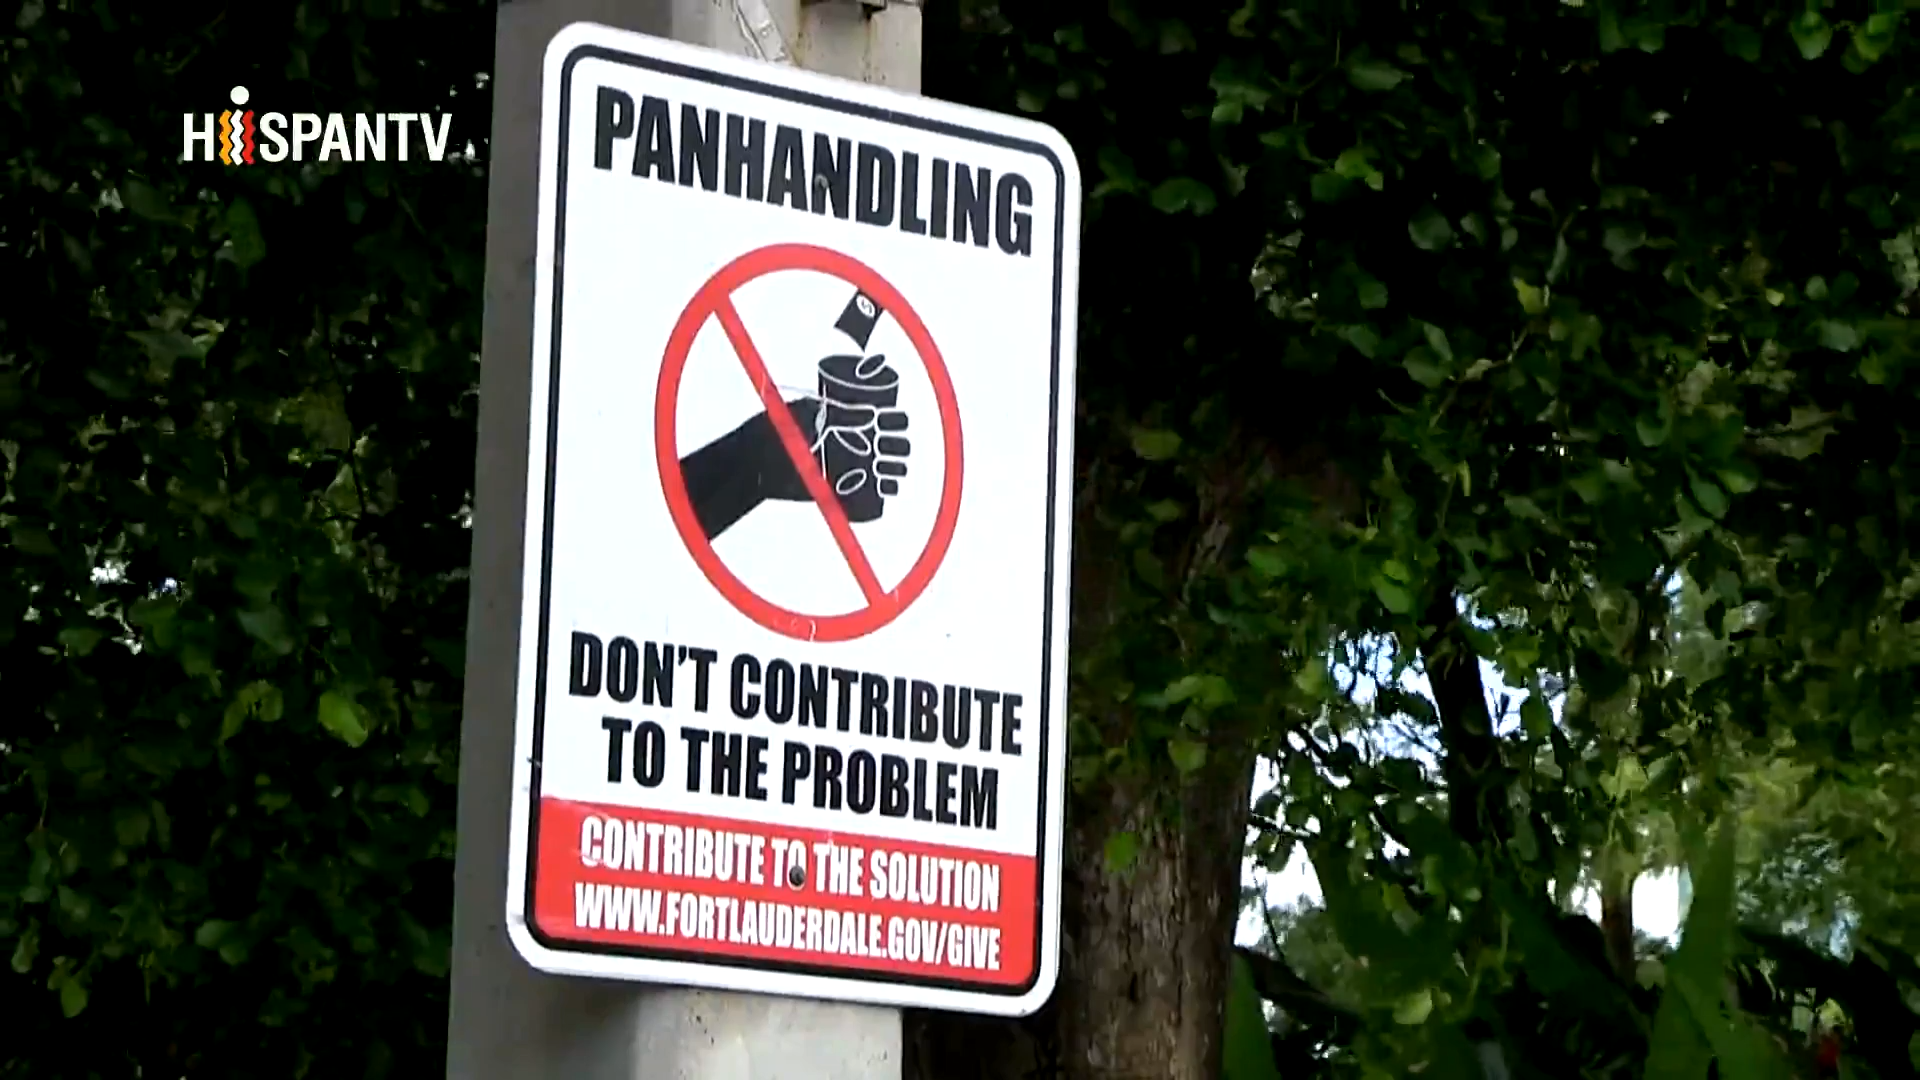 HISPANTV
PANHANDLING
DON'T CONTRIBUTE
TO THE PROBLEM
CONTRIBUTE TO THE SOLUTION
WWW.FORTLAUDERDALE.GOV/GIVE